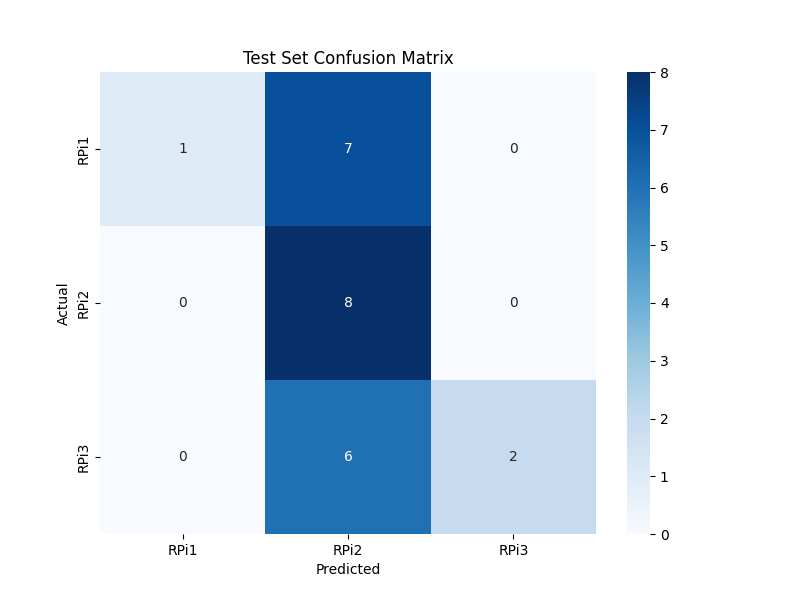 Test Set Confusion Matrix
8
7
6
5
4
3
2
1
0
Actual
RPi1
1 7 0
RPi2
0 8 0
RPi3
0 6 2
RPi1 RPi2 RPi3
Predicted